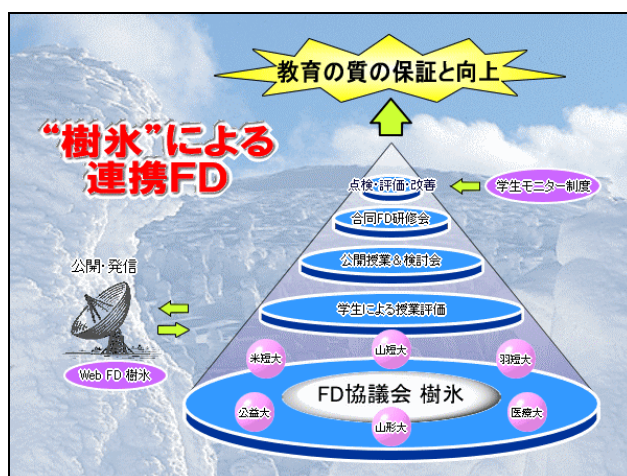 教育の質の保証と向上
“樹氷”による
連携FD
点検・評価・改善
学生モニター制度
合同FD研修会
公開授業＆検討会
公開・発信
学生による授業評価
米短大
山短大
羽短大
Web FD 樹氷
FD協議会 樹氷
公益大
山形大
医療大